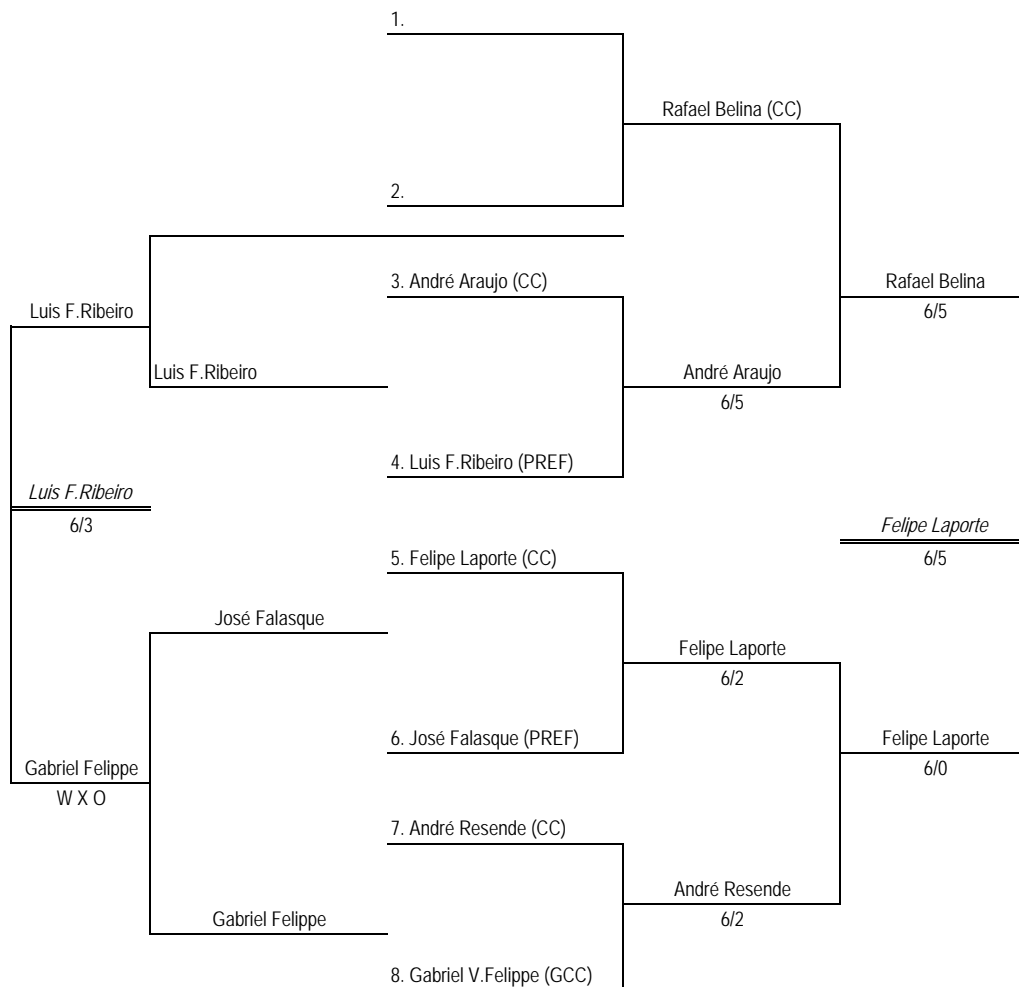 1.
Rafael Belina (CC)
2.
3. André Araujo (CC)
Rafael Belina
6/5
Luis F.Ribeiro
Luis F.Ribeiro
André Araujo
6/5
4. Luis F.Ribeiro (PREF)
Luis F.Ribeiro
6/3
Felipe Laporte
6/5
5. Felipe Laporte (CC)
José Falasque
Felipe Laporte
6/2
6. José Falasque (PREF)
Felipe Laporte
6/0
Gabriel Felippe
W X O
7. André Resende (CC)
André Resende
6/2
Gabriel Felippe
8. Gabriel V.Felippe (GCC)